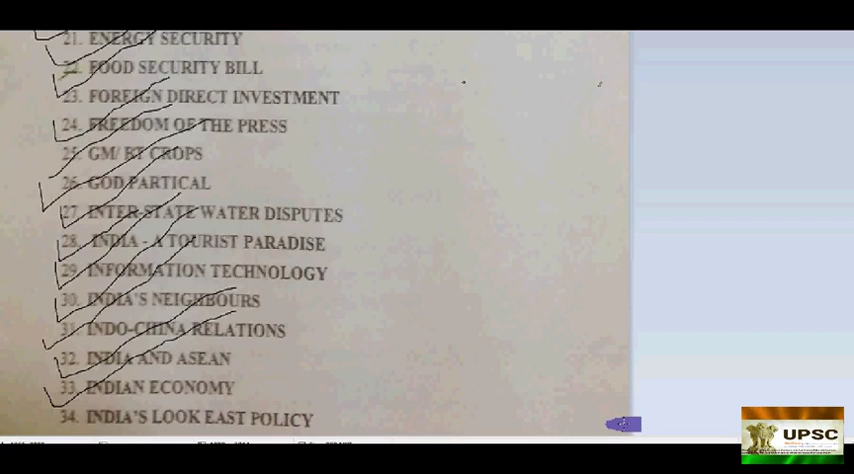 21. ENERGY SECURITY
22. FOOD SECURITY BILL
23. FOREIGN DIRECT INVESTMENT
24. FREEDOM OF THE PRESS
25. GM/ BT CROPS
26. GOD PARTICAL
27. INTER-STATE WATER DISPUTES
28. INDIA - A TOURIST PARADISE
29. INFORMATION TECHNOLOGY
30. INDIA'S NEIGHBOURS
31. INDO-CHINA RELATIONS
32. INDIA AND ASEAN
33. INDIAN ECONOMY
34. INDIA'S LOOK EAST POLICY
UPSC